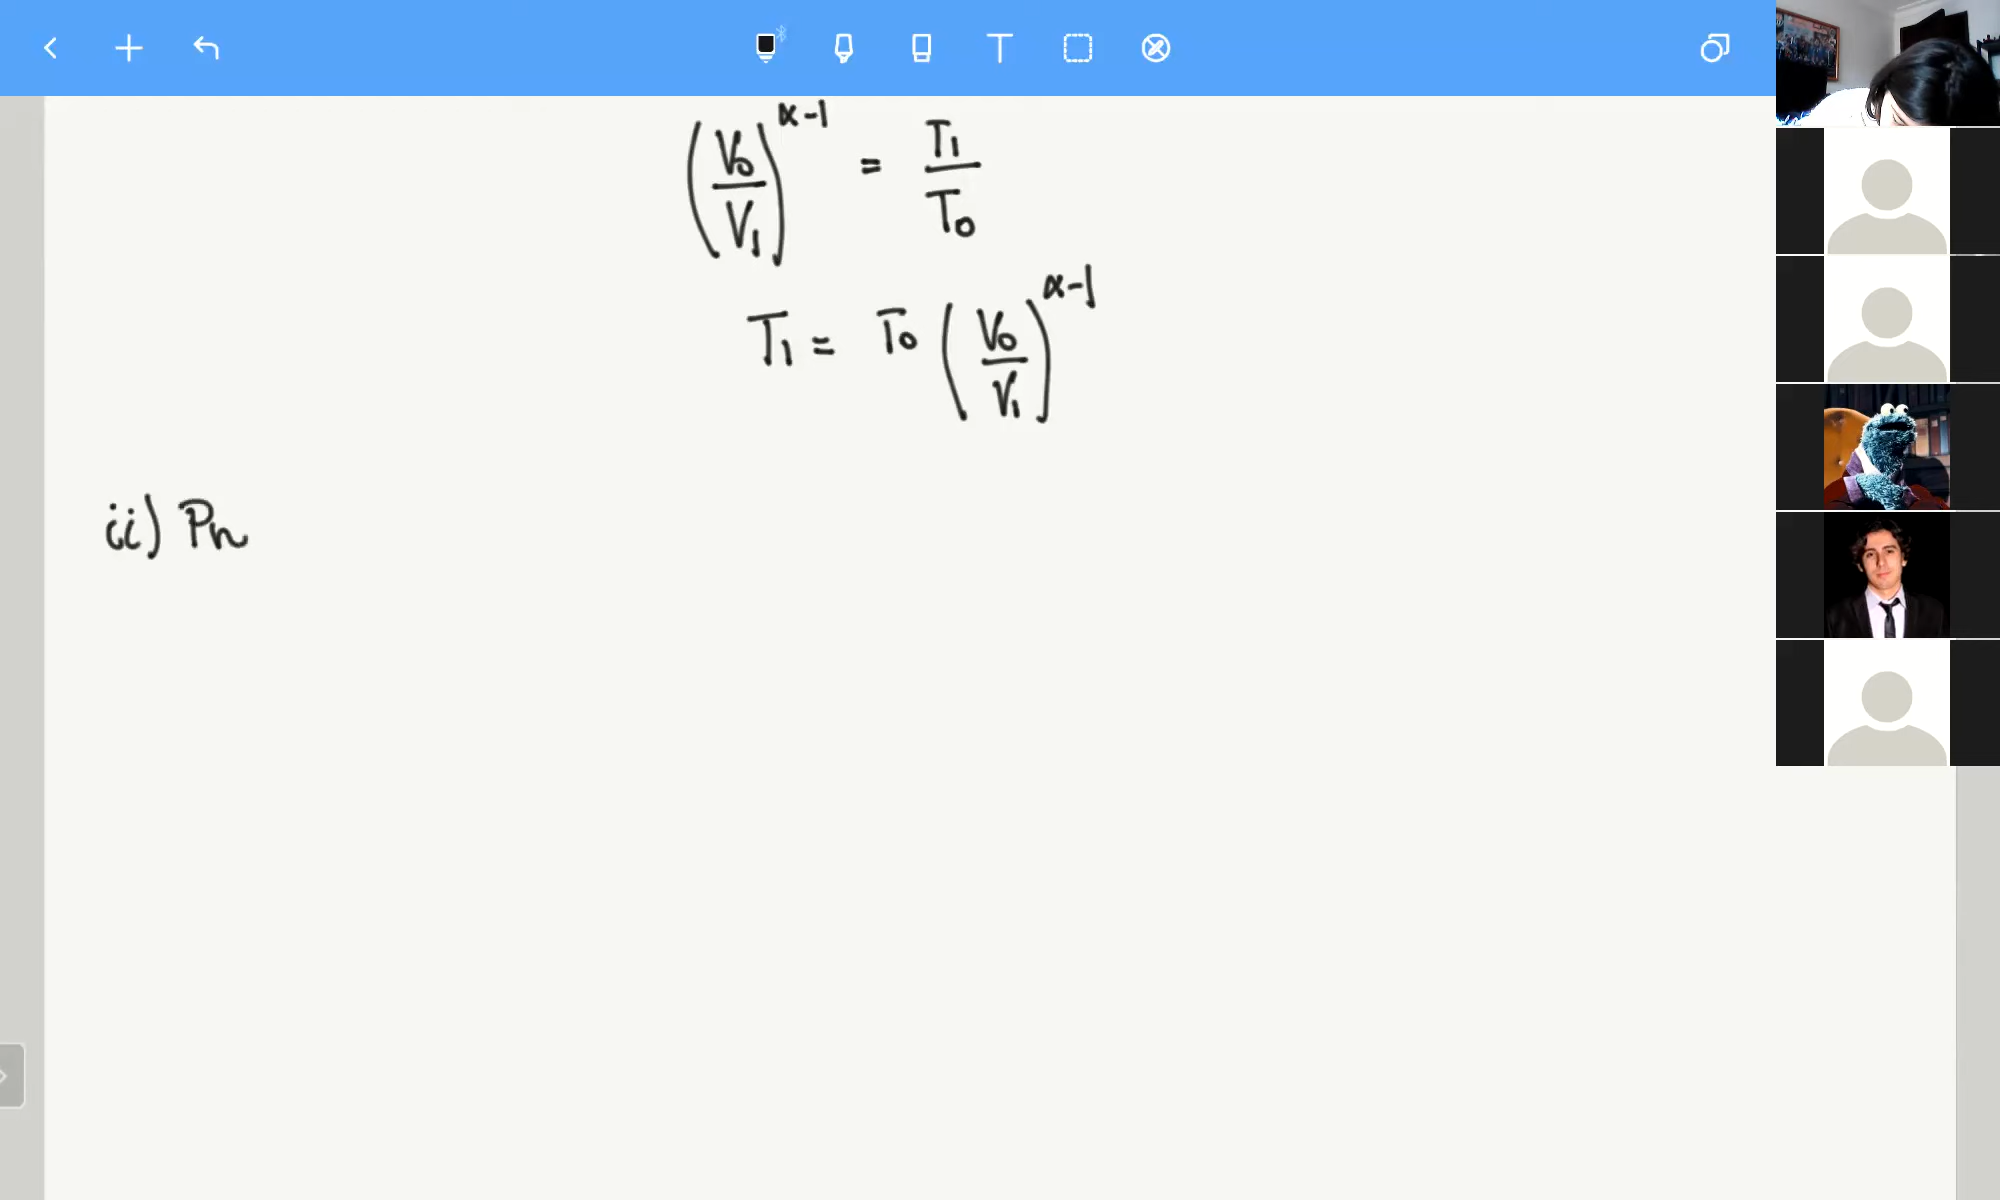 (V₀/V₁)^(α-1) = T₁/T₀
T₁ = T₀ (V₀/V₁)^(α-1)
ii) Pn